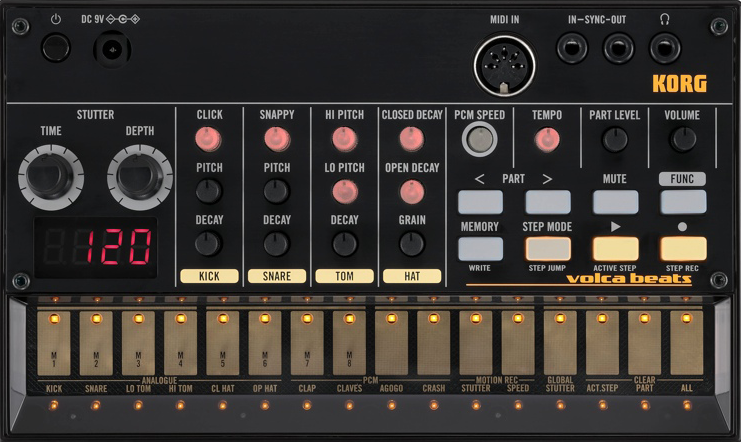 DC 9V
MIDI IN
IN–SYNC–OUT
KORG
STUTTER
TIME
DEPTH
CLICK
SNAPPY
HI PITCH
CLOSED DECAY
PCM SPEED
TEMPO
PART LEVEL
VOLUME
PITCH
PITCH
LO PITCH
OPEN DECAY
< PART >
MUTE
FUNC
DECAY
DECAY
DECAY
GRAIN
MEMORY
STEP MODE
120
KICK
SNARE
TOM
HAT
WRITE
STEP JUMP
ACTIVE STEP
STEP REC
volca beats
M 1
M 2
M 3
M 4
M 5
M 6
M 7
M 8
ANALOGUE
PCM
MOTION REC
GLOBAL
CLEAR
KICK
SNARE
LO TOM
HI TOM
CL HAT
OP HAT
CLAP
CLAVES
AGOGO
CRASH
STUTTER
SPEED
STUTTER
ACT.STEP
PART
ALL